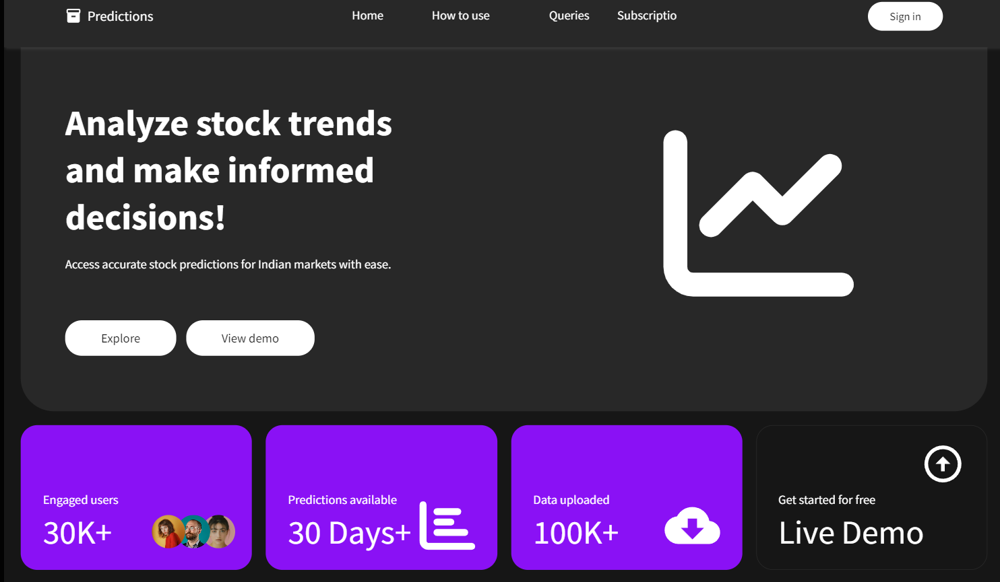 Predictions
Home
How to use
Queries
Subscriptio
Sign in
Analyze stock trends
and make informed
decisions!
Access accurate stock predictions for Indian markets with ease.
Explore
View demo
Engaged users
30K+
Predictions available
30 Days+
Data uploaded
100K+
Get started for free
Live Demo